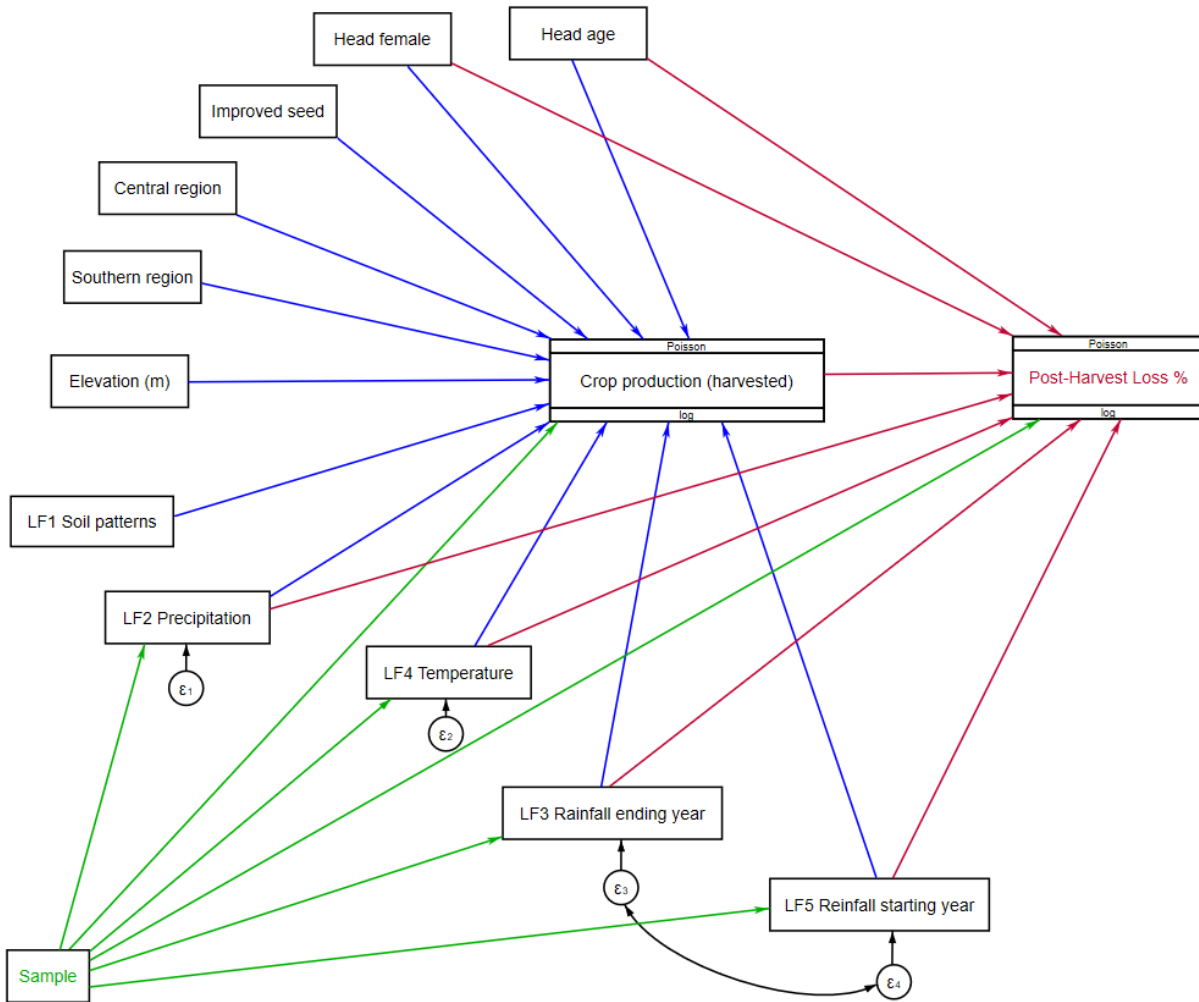 Head female
Head age
Improved seed
Central region
Southern region
Poisson
Crop production (harvested)
log
Poisson
Post-Harvest Loss %
log
Elevation (m)
LF1 Soil patterns
LF2 Precipitation
ε1
LF4 Temperature
ε2
LF3 Rainfall ending year
ε3
LF5 Reinfall starting year
ε4
Sample